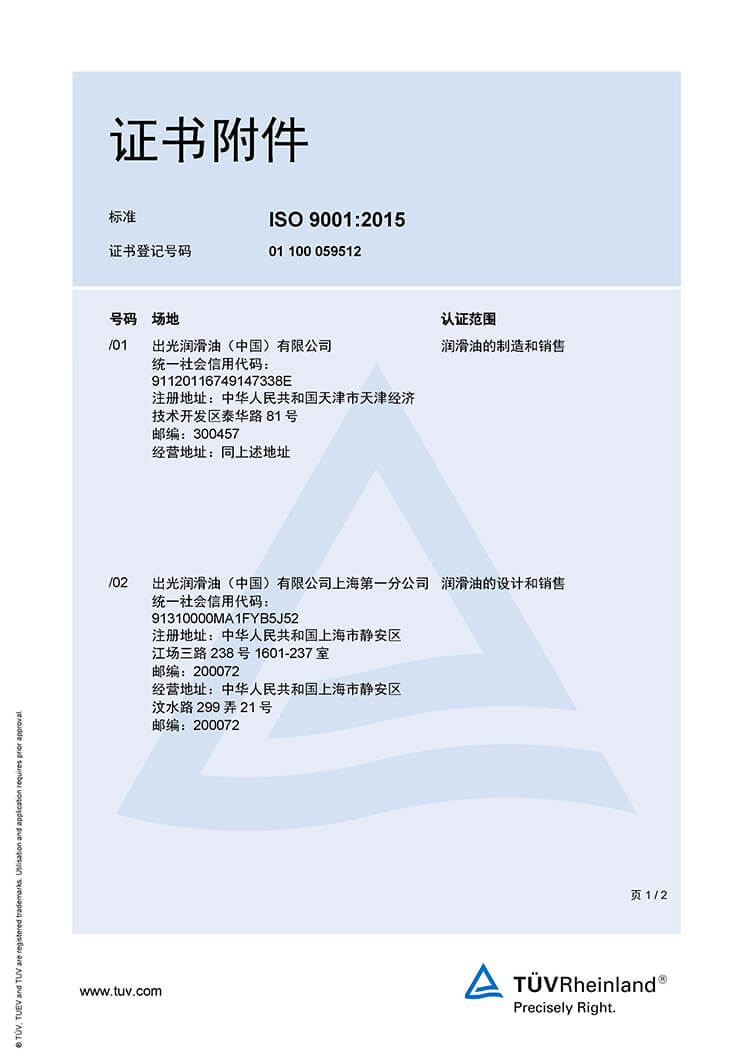 证书附件
标准 ISO 9001:2015
证书登记号码 01 100 059512
号码 场地 认证范围
/01 出光润滑油（中国）有限公司 润滑油的制造和销售
统一社会信用代码：
91120116749147338E
注册地址：中华人民共和国天津市天津经济
技术开发区泰华路 81 号
邮编：300457
经营地址：同上述地址
/02 出光润滑油（中国）有限公司上海第一分公司 润滑油的设计和销售
统一社会信用代码：
91310000MA1FYB5J52
注册地址：中华人民共和国上海市静安区
江场三路 238 号 1601-237 室
邮编：200072
经营地址：中华人民共和国上海市静安区
汶水路 299 弄 21 号
邮编：200072
页 1 / 2
www.tuv.com
TÜVRheinland®
Precisely Right.
® TÜV, TUEV and TUV are registered trademarks. Utilisation and application requires prior approval.